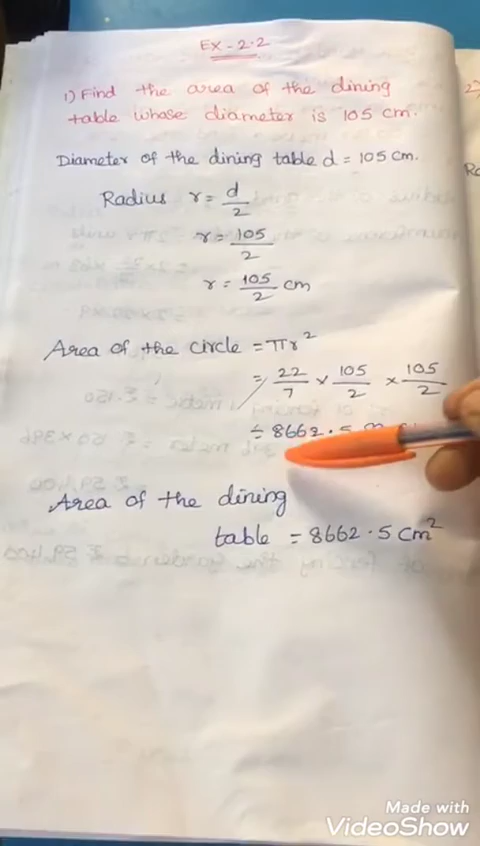 EX - 2.2
1) Find the area of the dining
table whose diameter is 105 cm.
Diameter of the dining table d = 105 cm.
Radius r = d/2
r = 105/2
r = 105/2 cm
Area of the circle = πr²
= 22/7 × 105/2 × 105/2
= 8662.5
Area of the dining
table = 8662.5 cm²
2)
Made with
VideoShow